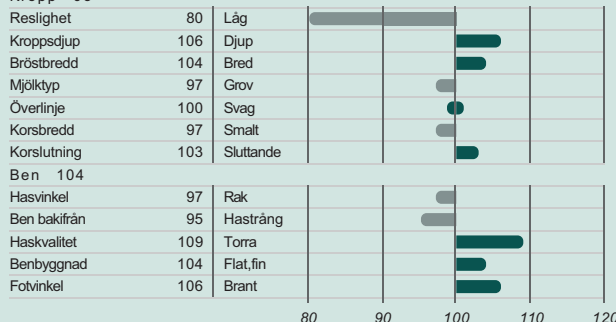 Reslighet 80 Låg
Kroppsdjup 106 Djup
Bröstbredd 104 Bred
Mjölktyp 97 Grov
Överlinje 100 Svag
Korsbredd 97 Smalt
Korslutning 103 Sluttande
Ben 104
Hasvinkel 97 Rak
Ben bakifrån 95 Hastrång
Haskvalitet 109 Torra
Benbyggnad 104 Flat,fin
Fotvinkel 106 Brant
80 90 100 110 120